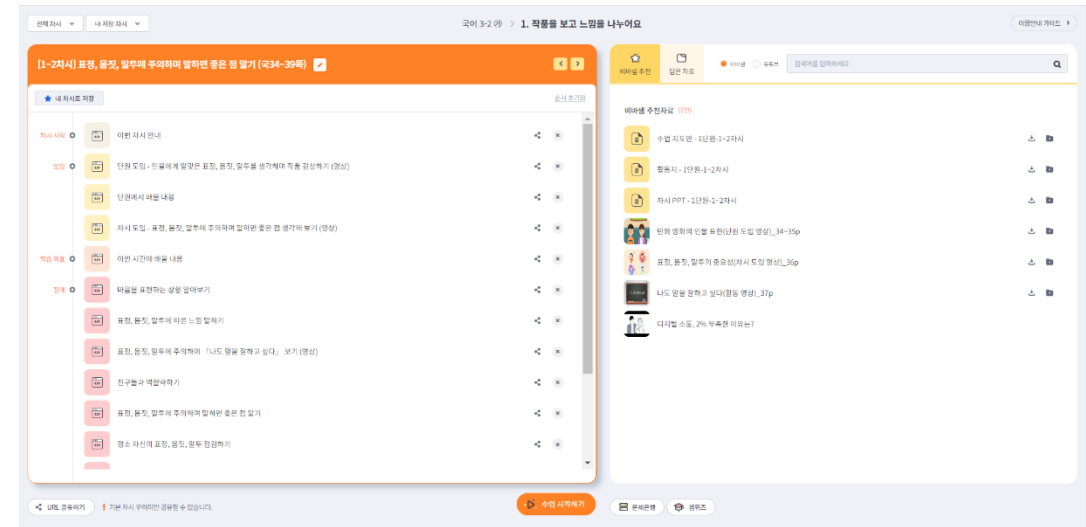 전체 차시
내 저장 차시
국어 3-2 ㉮ > 1. 작품을 보고 느낌을 나누어요
이용안내 가이드
[1~2차시] 표정, 몸짓, 말투에 주의하며 말하면 좋은 점 알기 (국34~39쪽)
내 차시로 저장
순서 초기화
차시 시작
이번 차시 안내
도입
단원 도입 - 인물에게 알맞은 표정, 몸짓, 말투를 생각하며 작품 감상하기 (영상)
단원에서 배울 내용
차시 도입 - 표정, 몸짓, 말투에 주의하며 말하면 좋은 점 생각해 보기 (영상)
학습 목표
이번 시간에 배울 내용
전개
마음을 표현하는 상황 알아보기
표정, 몸짓, 말투에 따른 느낌 말하기
표정, 몸짓, 말투에 주의하며 「나도 말을 잘하고 싶다」 보기 (영상)
친구들과 역할극하기
표정, 몸짓, 말투에 주의하며 말하면 좋은 점 알기
평소 자신의 표정, 몸짓, 말투 점검하기
URL 공유하기
! 기본 차시 꾸러미만 공유할 수 있습니다.
수업 시작하기
비바샘 추천
담은 자료
비바샘
유튜브
검색어를 입력하세요
비바샘 추천자료 (7건)
수업 지도안 - 1단원-1~2차시
활동지 - 1단원-1~2차시
차시 PPT - 1단원-1~2차시
만화 영화의 인물 표현(단원 도입 영상)_34~35p
표정, 몸짓, 말투의 중요성(차시 도입 영상)_36p
나도 말을 잘하고 싶다(활동 영상)_37p
디지털 소통, 2% 부족한 이유는?
문제은행
샘퀴즈